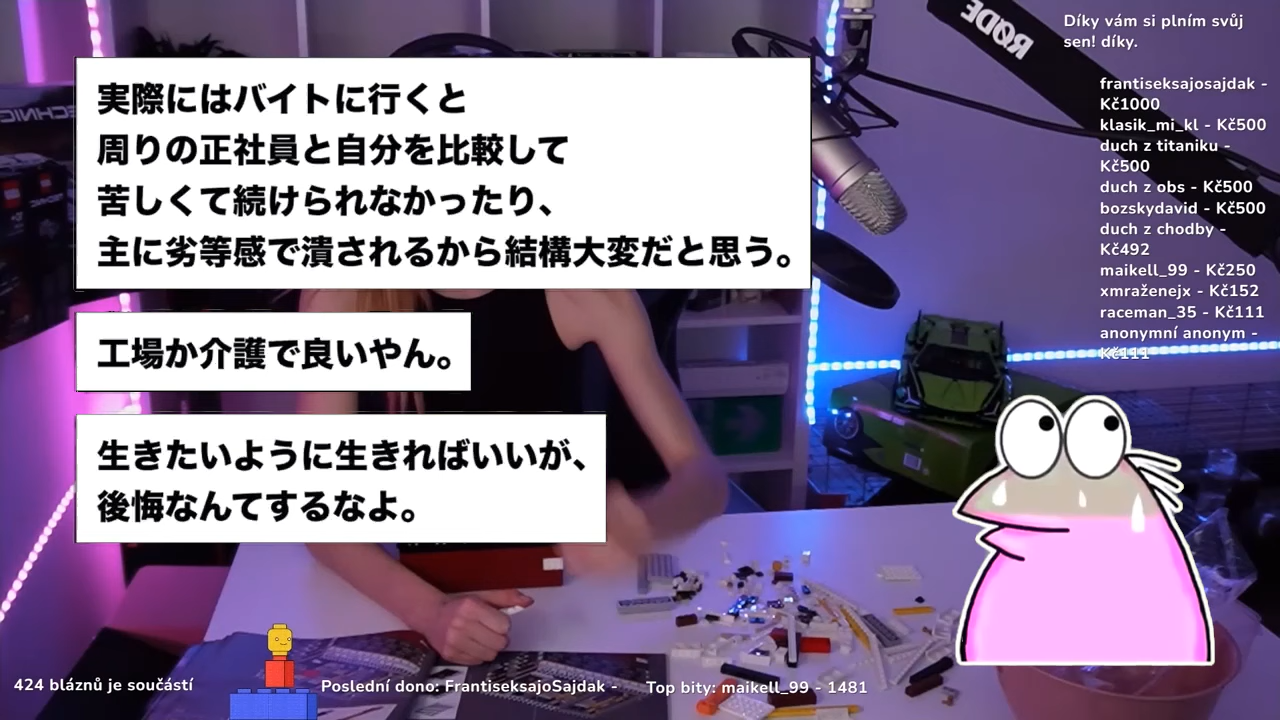 実際にはバイトに行くと
周りの正社員と自分を比較して
苦しくて続けられなかったり、
主に劣等感で潰されるから結構大変だと思う。
工場か介護で良いやん。
生きたいように生きればいいが、
後悔なんてするなよ。
RØDE
Díky vám si plním svůj
sen! díky.
frantiseksajosajdak -
Kč1000
klasik_mi_kl - Kč500
duch z titaniku -
Kč500
duch z obs - Kč500
bozskydavid - Kč500
duch z chodby -
Kč492
maikell_99 - Kč250
xmraženejx - Kč152
raceman_35 - Kč111
anonymní anonym -
Kč111
TECHNIC
424 bláznů je součástí
Poslední dono: FrantiseksajoSajdak -
Top bity: maikell_99 - 1481